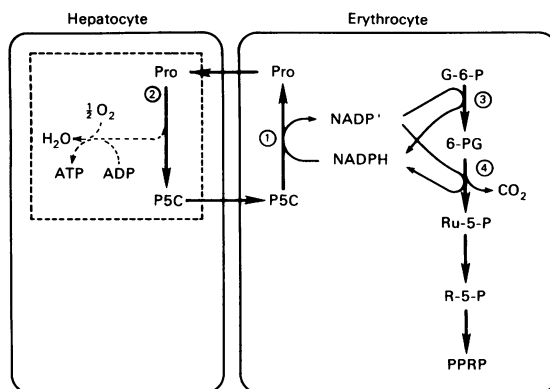 Hepatocyte
Erythrocyte
Pro
Pro
G-6-P
②
③
½ O₂
①
NADP⁺
H₂O
6-PG
NADPH
④
ATP
ADP
CO₂
P5C
P5C
Ru-5-P
R-5-P
PPRP